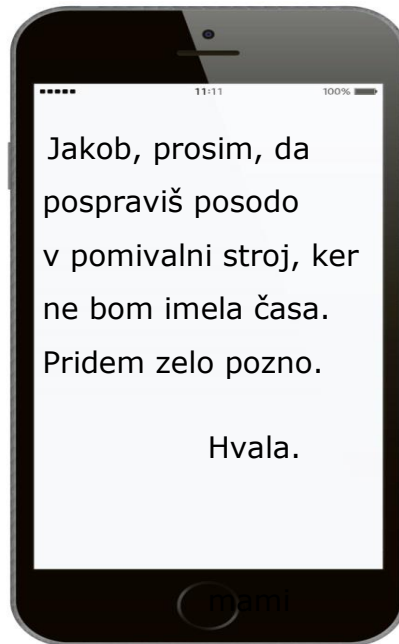 11:11 100%
Jakob, prosim, da
pospraviš posodo
v pomivalni stroj, ker
ne bom imela časa.
Pridem zelo pozno.
Hvala.
mami